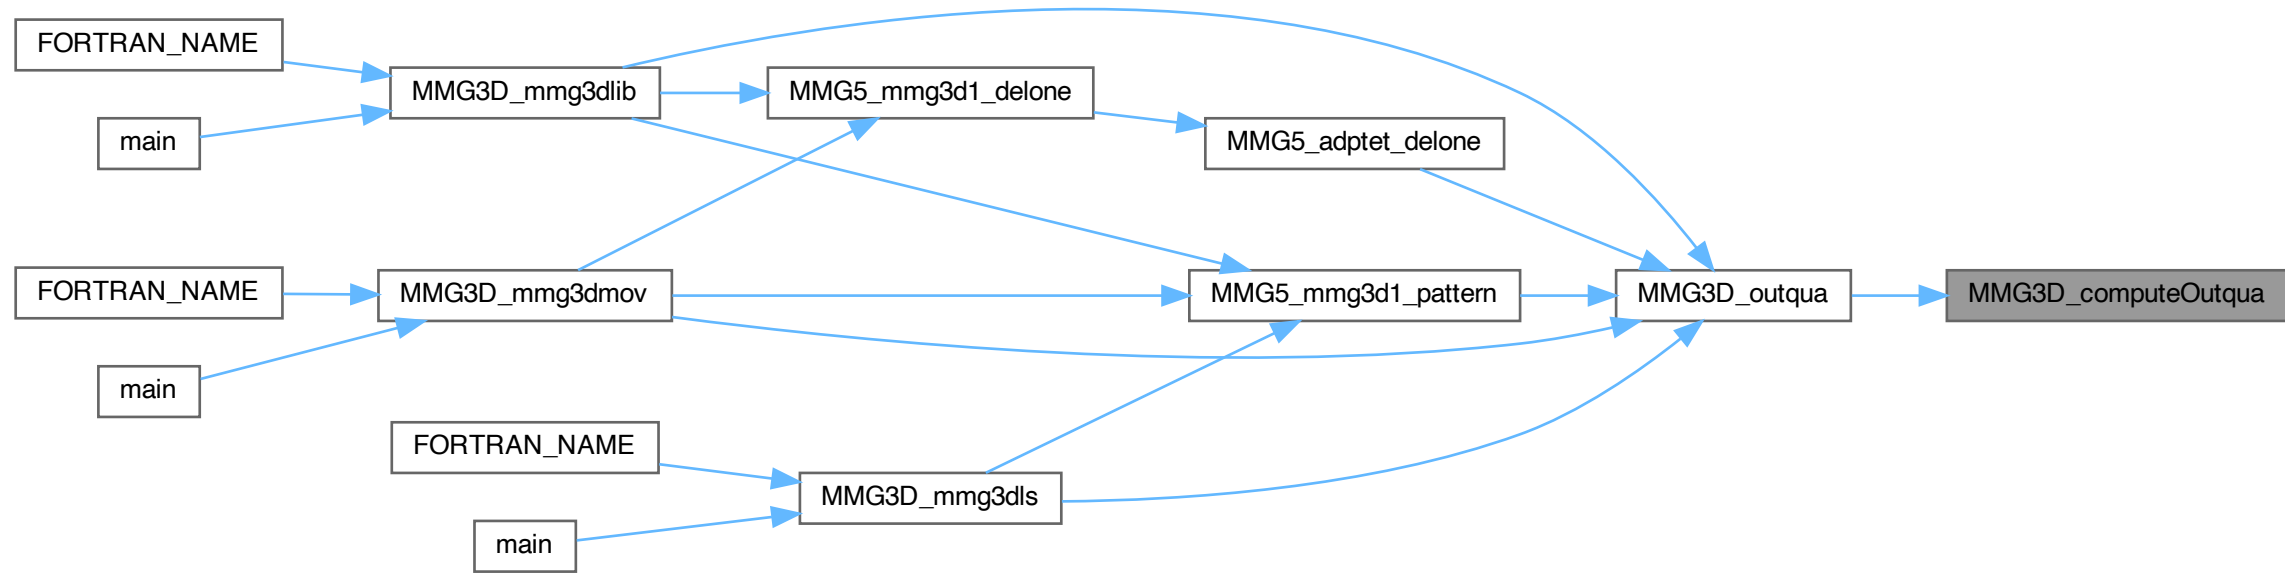 FORTRAN_NAME
MMG3D_mmg3dlib
MMG5_mmg3d1_delone
main
MMG5_adptet_delone
FORTRAN_NAME
MMG3D_mmg3dmov
MMG5_mmg3d1_pattern
MMG3D_outqua
MMG3D_computeOutqua
main
FORTRAN_NAME
MMG3D_mmg3dls
main